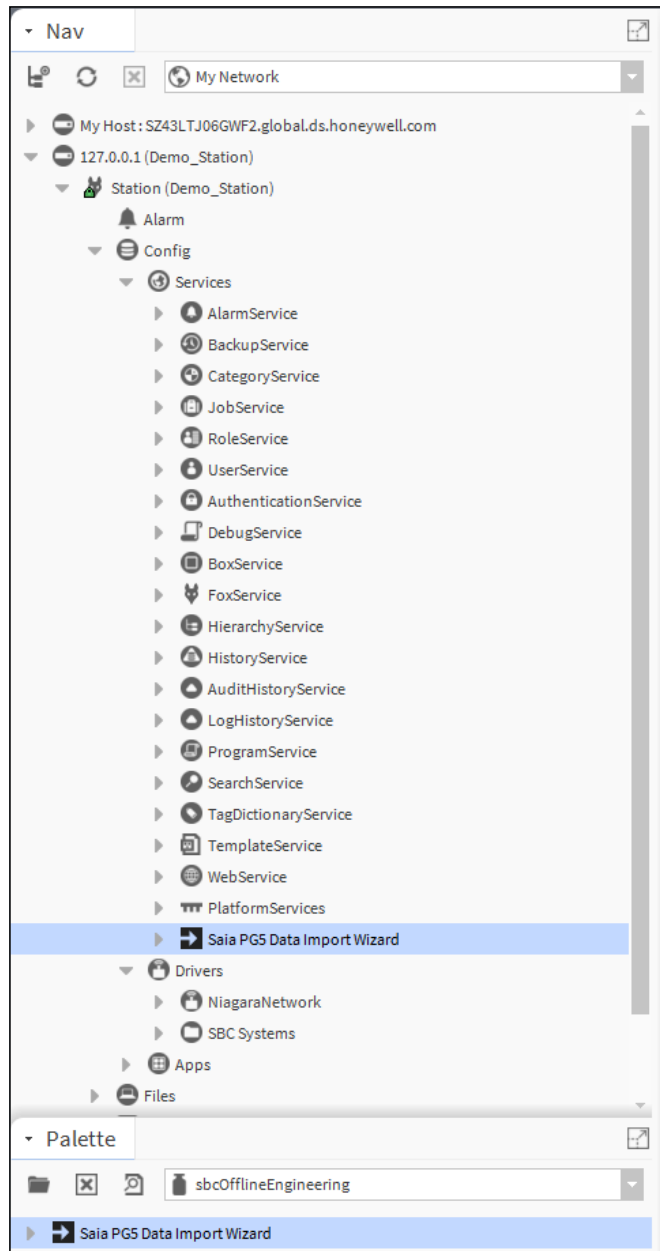 Nav
My Network
My Host : SZ43LTJ06GWF2.global.ds.honeywell.com
127.0.0.1 (Demo_Station)
Station (Demo_Station)
Alarm
Config
Services
AlarmService
BackupService
CategoryService
JobService
RoleService
UserService
AuthenticationService
DebugService
BoxService
FoxService
HierarchyService
HistoryService
AuditHistoryService
LogHistoryService
ProgramService
SearchService
TagDictionaryService
TemplateService
WebService
PlatformServices
Saia PG5 Data Import Wizard
Drivers
NiagaraNetwork
SBC Systems
Apps
Files
Palette
sbcOfflineEngineering
Saia PG5 Data Import Wizard